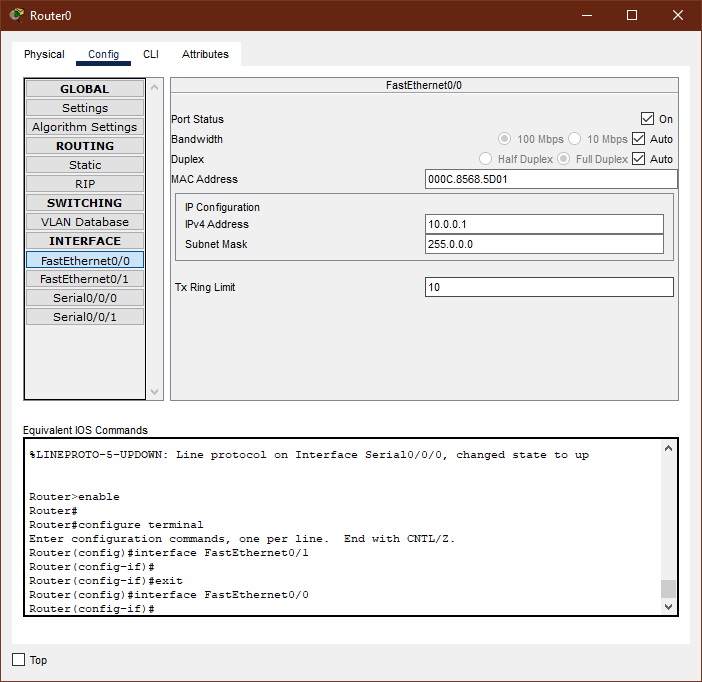 Router0
Physical Config CLI Attributes
GLOBAL
Settings
Algorithm Settings
ROUTING
Static
RIP
SWITCHING
VLAN Database
INTERFACE
FastEthernet0/0
FastEthernet0/1
Serial0/0/0
Serial0/0/1
FastEthernet0/0
Port Status On
Bandwidth 100 Mbps 10 Mbps Auto
Duplex Half Duplex Full Duplex Auto
MAC Address 000C.8568.5D01
IP Configuration
IPv4 Address 10.0.0.1
Subnet Mask 255.0.0.0
Tx Ring Limit 10
Equivalent IOS Commands
%LINEPROTO-5-UPDOWN: Line protocol on Interface Serial0/0/0, changed state to up
Router>enable
Router#
Router#configure terminal
Enter configuration commands, one per line.  End with CNTL/Z.
Router(config)#interface FastEthernet0/1
Router(config-if)#
Router(config-if)#exit
Router(config)#interface FastEthernet0/0
Router(config-if)#
Top